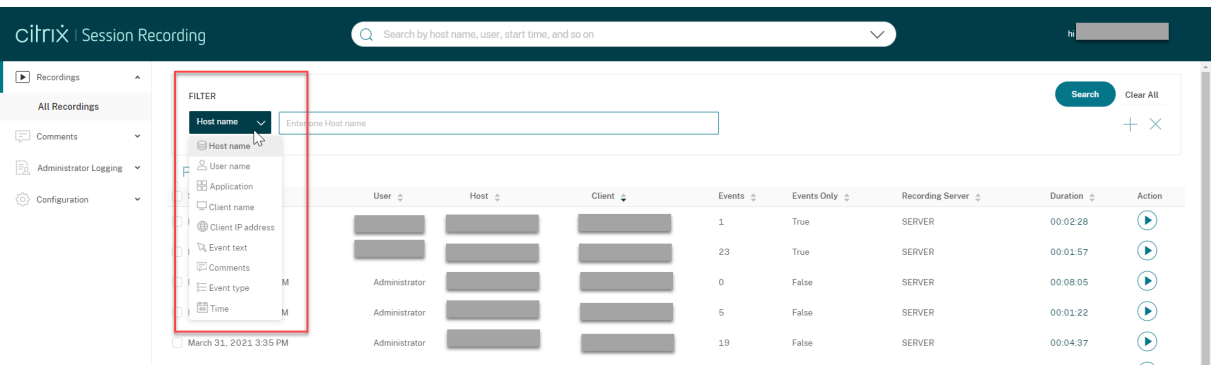 citrix | Session Recording
Search by host name, user, start time, and so on
hi
Recordings
All Recordings
Comments
Administrator Logging
Configuration
FILTER
Search
Clear All
Host name
Enter one Host name
Host name
User name
Application
Client name
Client IP address
Event text
Comments
Event type
Time
User Host Client Events Events Only Recording Server Duration Action
1 True SERVER 00:02:28
23 True SERVER 00:01:57
M Administrator 0 False SERVER 00:08:05
M Administrator 5 False SERVER 00:01:22
March 31, 2021 3:35 PM Administrator 19 False SERVER 00:04:37